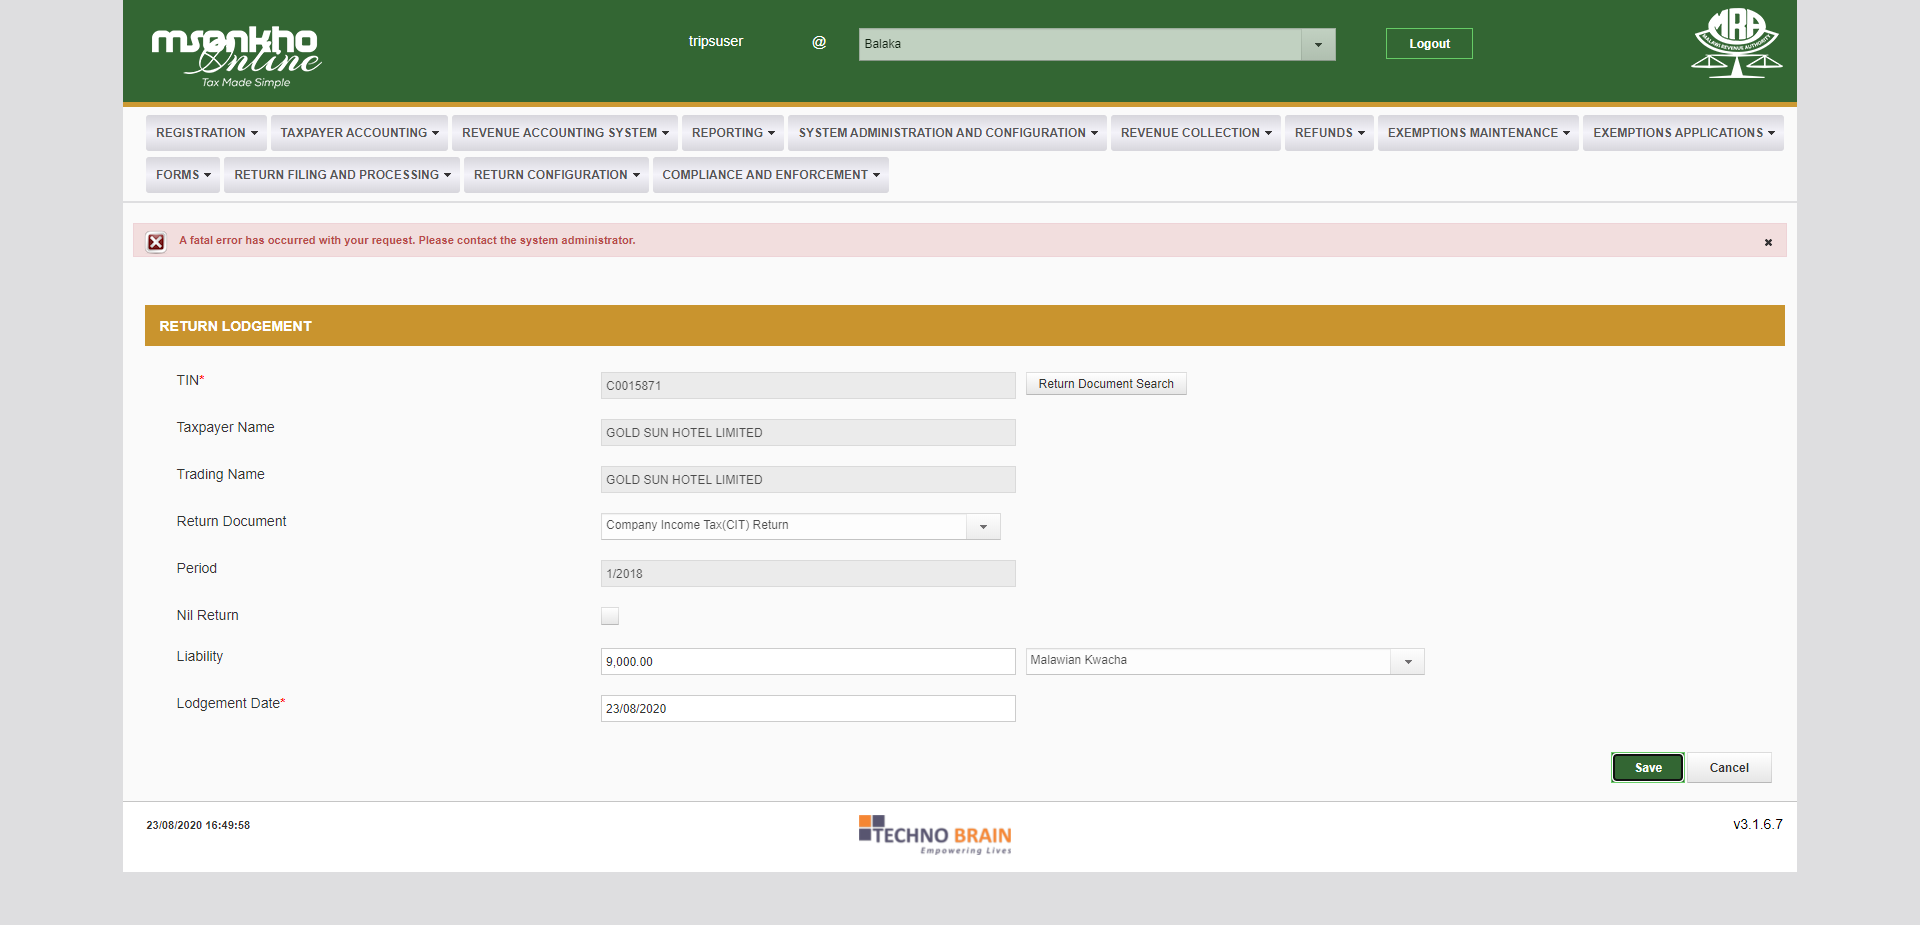 msonkho
Online
Tax Made Simple
tripsuser @ Balaka Logout
MRA
MALAWI REVENUE AUTHORITY
REGISTRATION TAXPAYER ACCOUNTING REVENUE ACCOUNTING SYSTEM REPORTING SYSTEM ADMINISTRATION AND CONFIGURATION REVENUE COLLECTION REFUNDS EXEMPTIONS MAINTENANCE EXEMPTIONS APPLICATIONS
FORMS RETURN FILING AND PROCESSING RETURN CONFIGURATION COMPLIANCE AND ENFORCEMENT
A fatal error has occurred with your request. Please contact the system administrator.
RETURN LODGEMENT
TIN* C0015871 Return Document Search
Taxpayer Name GOLD SUN HOTEL LIMITED
Trading Name GOLD SUN HOTEL LIMITED
Return Document Company Income Tax(CIT) Return
Period 1/2018
Nil Return
Liability 9,000.00 Malawian Kwacha
Lodgement Date* 23/08/2020
Save Cancel
23/08/2020 16:49:58 TECHNO BRAIN v3.1.6.7
Empowering Lives